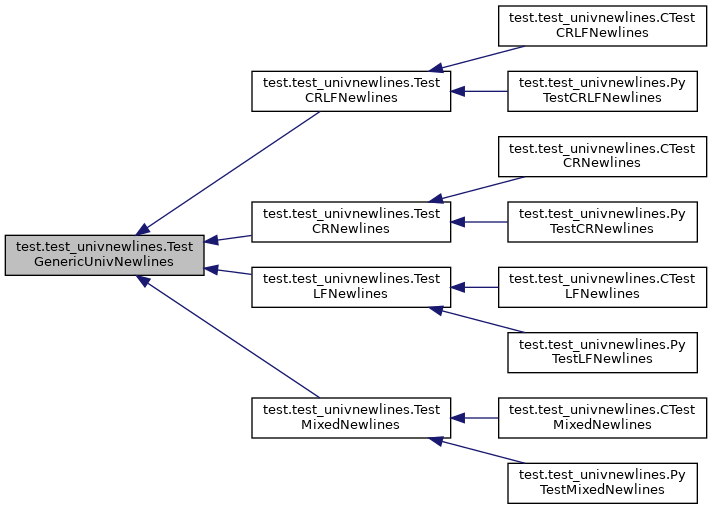 test.test_univnewlines.CTest
CRLFNewlines
test.test_univnewlines.Test
CRLFNewlines
test.test_univnewlines.Py
TestCRLFNewlines
test.test_univnewlines.CTest
CRNewlines
test.test_univnewlines.Test
CRNewlines
test.test_univnewlines.Py
TestCRNewlines
test.test_univnewlines.Test
GenericUnivNewlines
test.test_univnewlines.Test
LFNewlines
test.test_univnewlines.CTest
LFNewlines
test.test_univnewlines.Py
TestLFNewlines
test.test_univnewlines.Test
MixedNewlines
test.test_univnewlines.CTest
MixedNewlines
test.test_univnewlines.Py
TestMixedNewlines